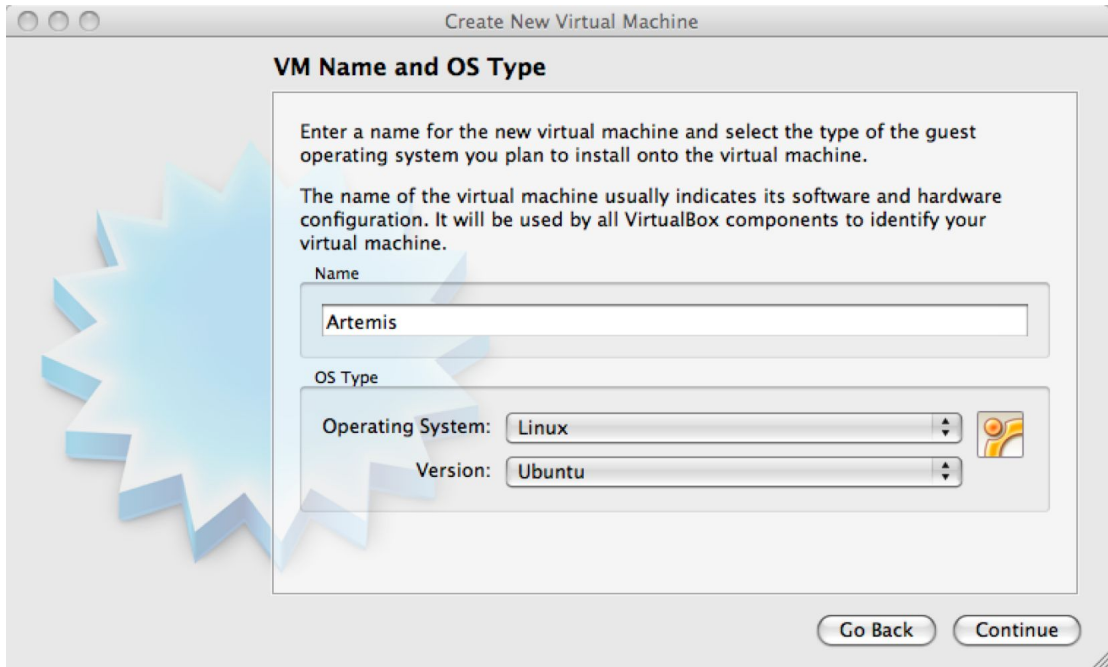 Create New Virtual Machine
VM Name and OS Type
Enter a name for the new virtual machine and select the type of the guest
operating system you plan to install onto the virtual machine.
The name of the virtual machine usually indicates its software and hardware
configuration. It will be used by all VirtualBox components to identify your
virtual machine.
Name
Artemis
OS Type
Operating System: Linux
Version: Ubuntu
Go Back Continue